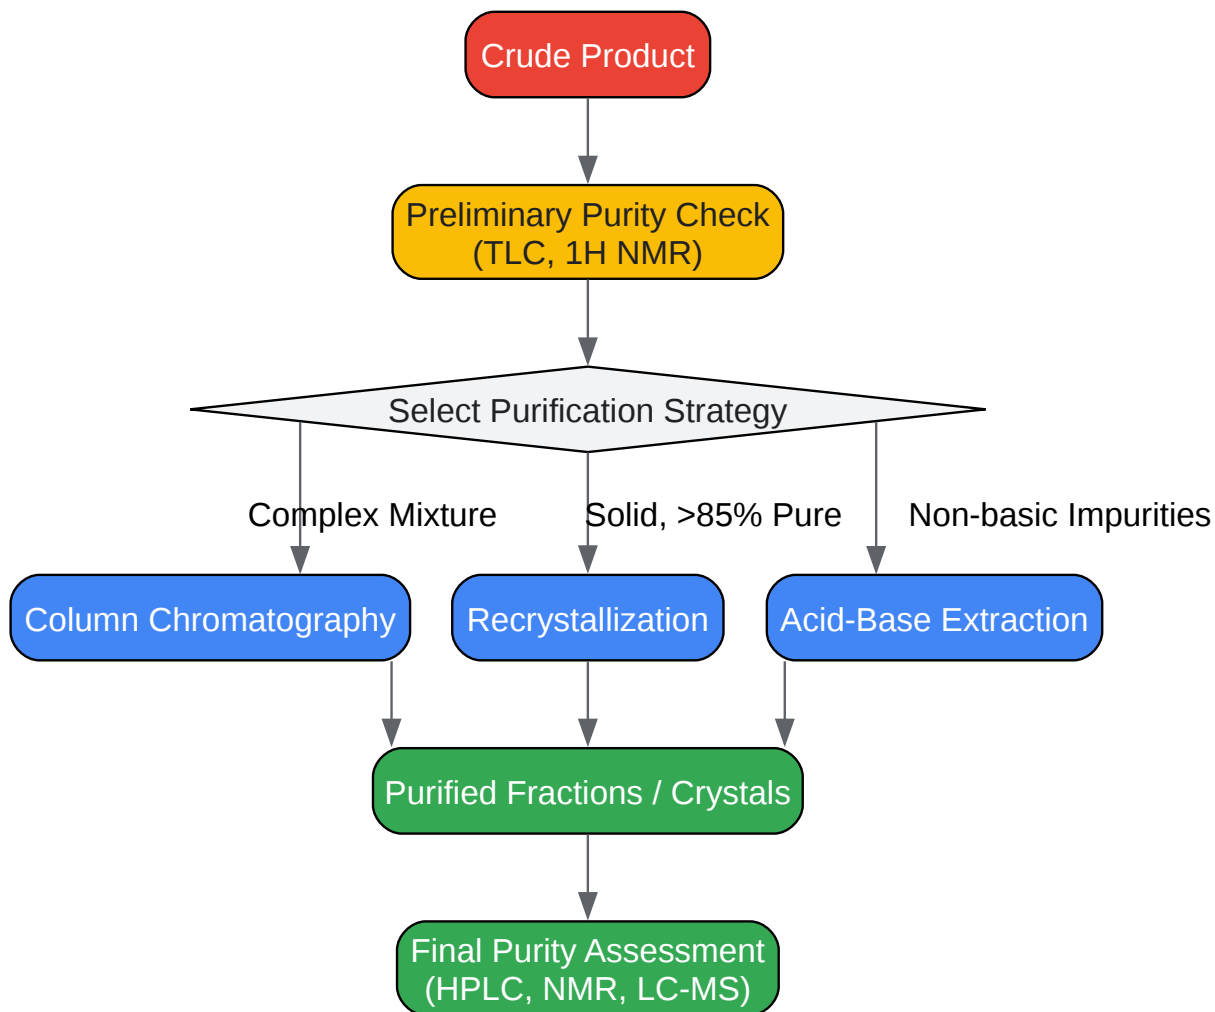 Crude Product
Preliminary Purity Check
(TLC, 1H NMR)
Select Purification Strategy
Complex Mixture
Solid, >85% Pure
Non-basic Impurities
Column Chromatography
Recrystallization
Acid-Base Extraction
Purified Fractions / Crystals
Final Purity Assessment
(HPLC, NMR, LC-MS)